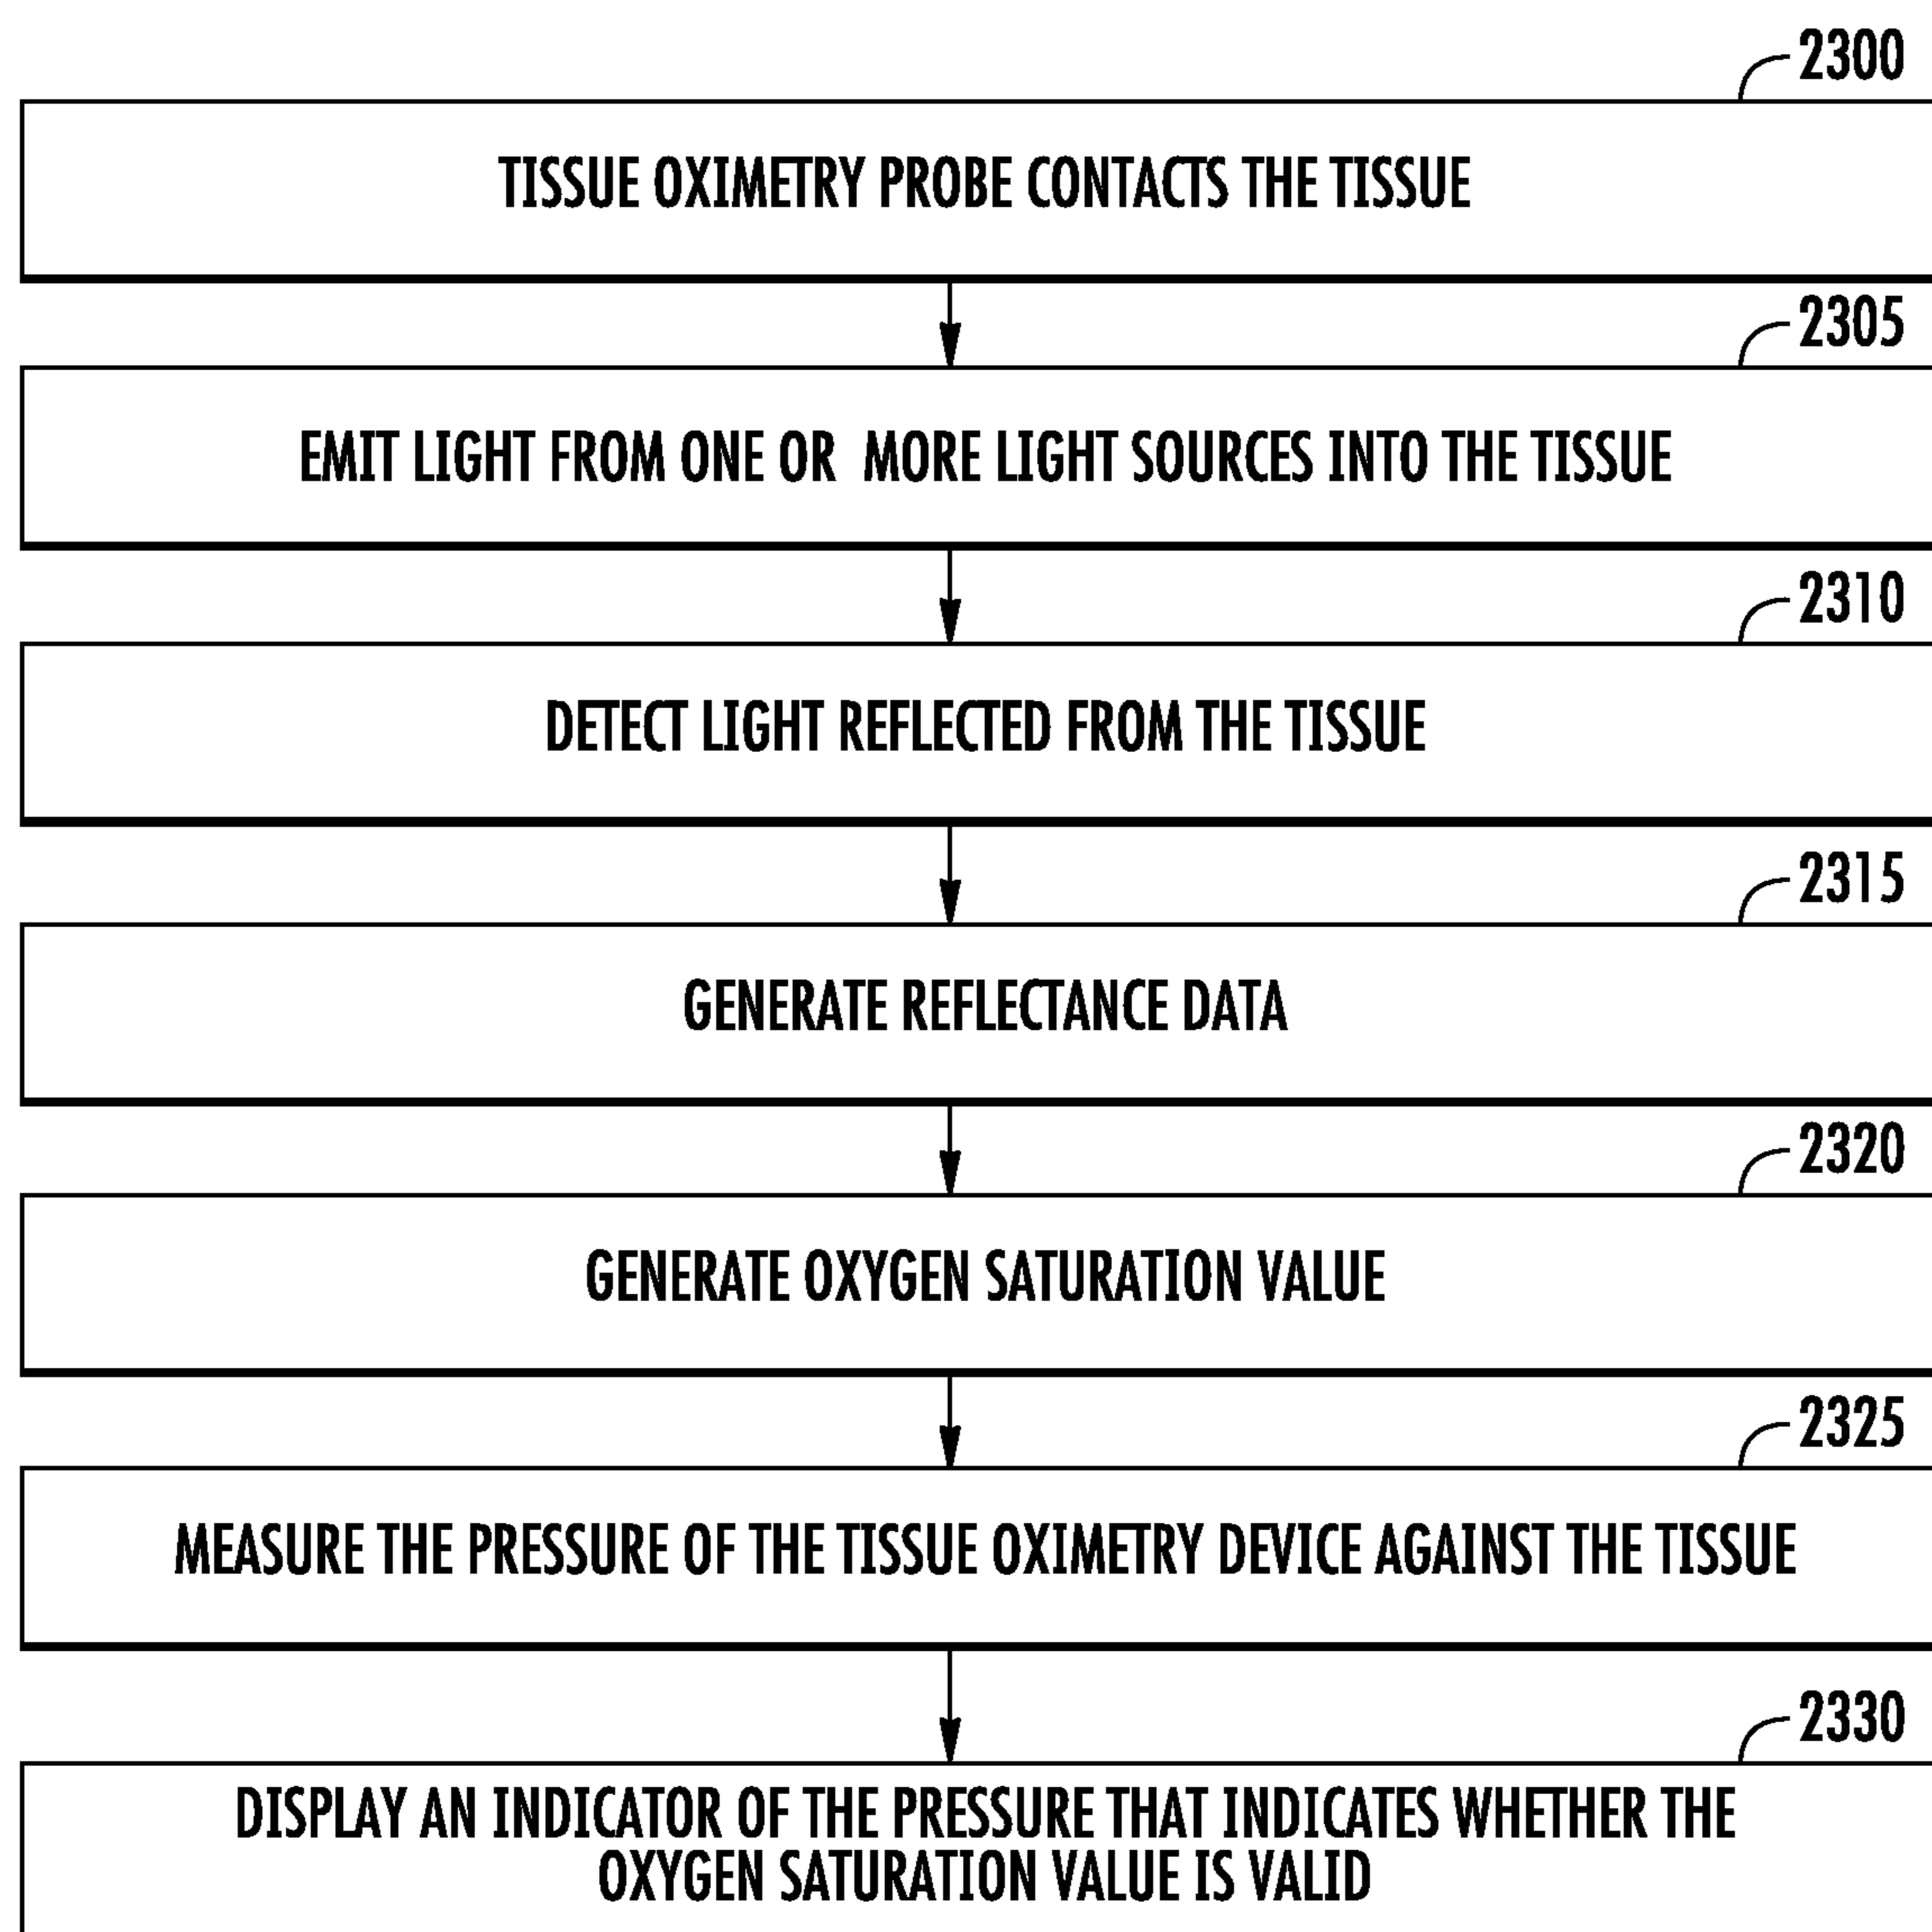 2300
TISSUE OXIMETRY PROBE CONTACTS THE TISSUE
2305
EMIT LIGHT FROM ONE OR MORE LIGHT SOURCES INTO THE TISSUE
2310
DETECT LIGHT REFLECTED FROM THE TISSUE
2315
GENERATE REFLECTANCE DATA
2320
GENERATE OXYGEN SATURATION VALUE
2325
MEASURE THE PRESSURE OF THE TISSUE OXIMETRY DEVICE AGAINST THE TISSUE
2330
DISPLAY AN INDICATOR OF THE PRESSURE THAT INDICATES WHETHER THE
OXYGEN SATURATION VALUE IS VALID